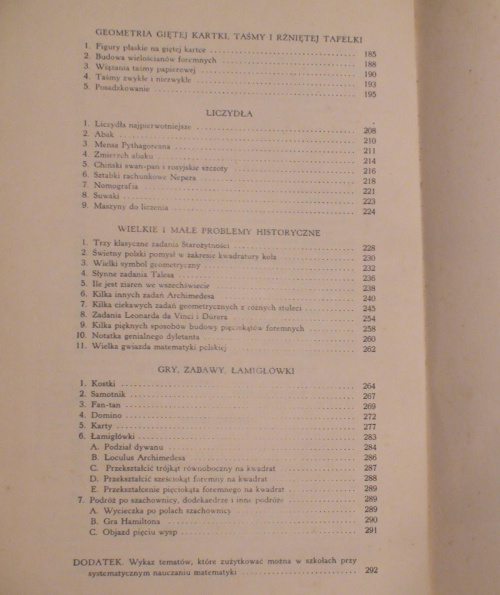 GEOMETRIA GIĘTEJ KARTKI, TAŚMY I RŻNIĘTEJ TAFELKI
1. Figury płaskie na giętej kartce 185
2. Budowa wielościanów foremnych 188
3. Wiązania taśmy papierowej 190
4. Taśmy zwykłe i niezwykłe 193
5. Posadzkowanie 195
LICZYDŁA
1. Liczydła najpierwotniejsze 208
2. Abak 210
3. Mensa Pythagoreana 211
4. Zmierzch abaku 214
5. Chiński swan-pan i rosyjskie szczoty 216
6. Sztabki rachunkowe Nepera 218
7. Nomografia 221
8. Suwaki 223
9. Maszyny do liczenia 224
WIELKIE I MAŁE PROBLEMY HISTORYCZNE
1. Trzy klasyczne zadania Starożytności 228
2. Świetny polski pomysł w zakresie kwadratury koła 230
3. Wielki symbol geometryczny 232
4. Słynne zadania Talesa 236
5. Ile jest ziaren we wszechświecie 238
6. Kilka innych zadań Archimedesa 240
7. Kilka ciekawych zadań geometrycznych z różnych stuleci 245
8. Zadania Leonarda da Vinci i Dürera 254
9. Kilka pięknych sposobów budowy pięciokątów foremnych 258
10. Notatka genialnego dyletanta 260
11. Wielka gwiazda matematyki polskiej 262
GRY, ZABAWY, ŁAMIGŁÓWKI
1. Kostki 264
2. Samotnik 267
3. Fan-tan 269
4. Domino 272
5. Karty 277
6. Łamigłówki 283
A. Podział dywanu 284
B. Loculus Archimedesa 286
C. Przekształcić trójkąt równoboczny na kwadrat 287
D. Przekształcić sześciokąt foremny na kwadrat 288
E. Przekształcenie pięciokąta foremnego na kwadrat 289
7. Podróż po szachownicy, dodekaedrze i inne podróże 289
A. Wycieczka po polach szachownicy 289
B. Gra Hamiltona 290
C. Objazd pięciu wysp 291
DODATEK. Wykaz tematów, które zużytkować można w szkołach przy
systematycznym nauczaniu matematyki 292